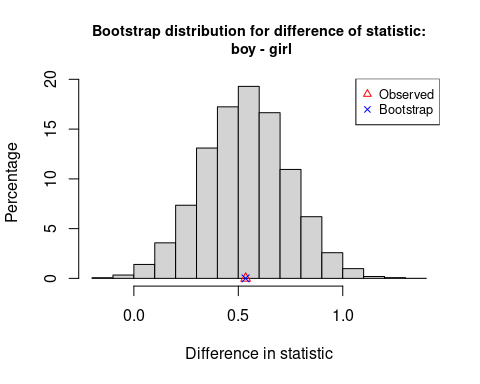 Bootstrap distribution for difference of statistic:
boy - girl
Observed
Bootstrap
Percentage
20
15
10
5
0
0.0 0.5 1.0
Difference in statistic